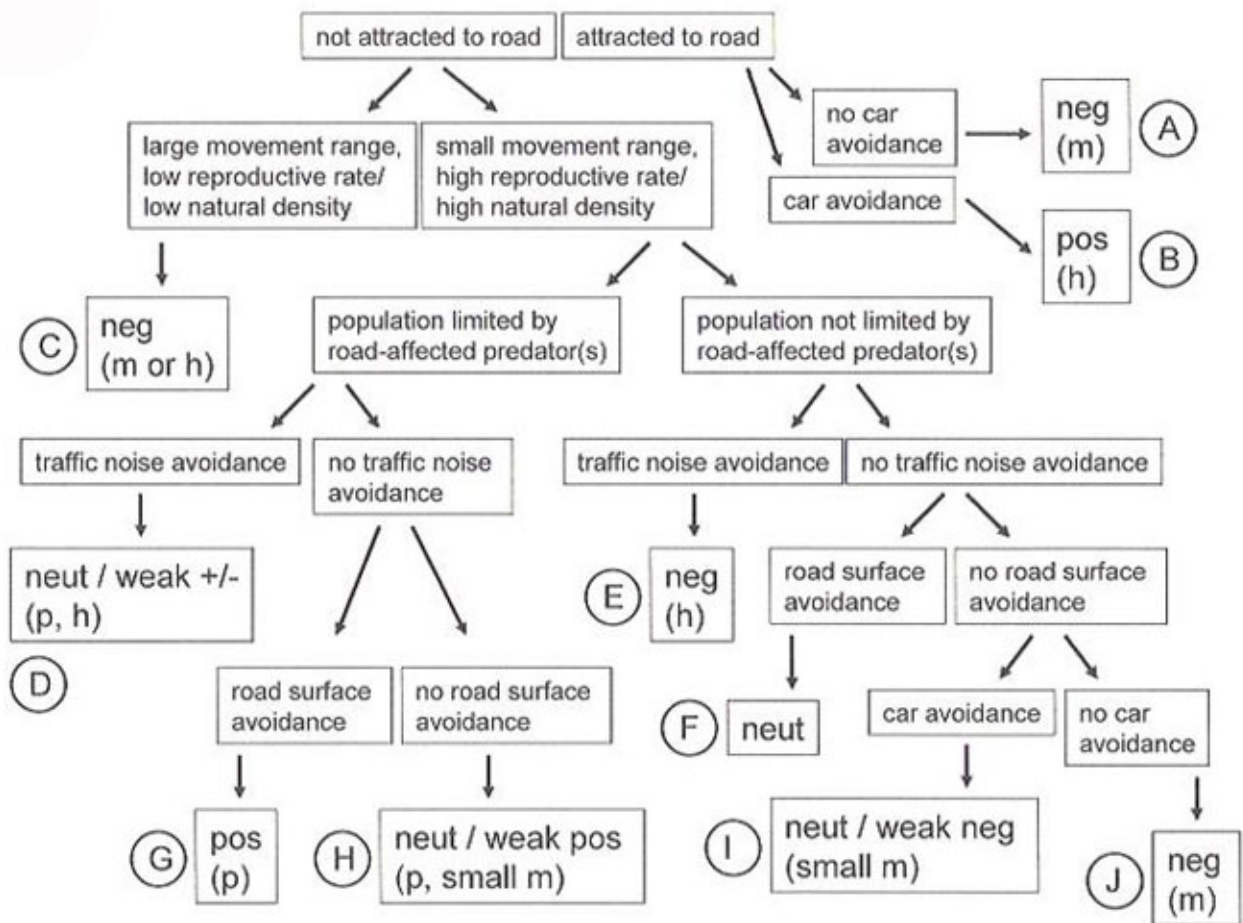 not attracted to road
attracted to road
large movement range,
low reproductive rate/
low natural density
small movement range,
high reproductive rate/
high natural density
no car
avoidance
neg
(m)
A
car avoidance
pos
(h)
B
C
neg
(m or h)
population limited by
road-affected predator(s)
population not limited by
road-affected predator(s)
traffic noise avoidance
no traffic noise
avoidance
traffic noise avoidance
no traffic noise avoidance
neut / weak +/-
(p, h)
D
E
neg
(h)
road surface
avoidance
no road surface
avoidance
road surface
avoidance
no road surface
avoidance
F
neut
car avoidance
no car
avoidance
G
pos
(p)
H
neut / weak pos
(p, small m)
I
neut / weak neg
(small m)
J
neg
(m)